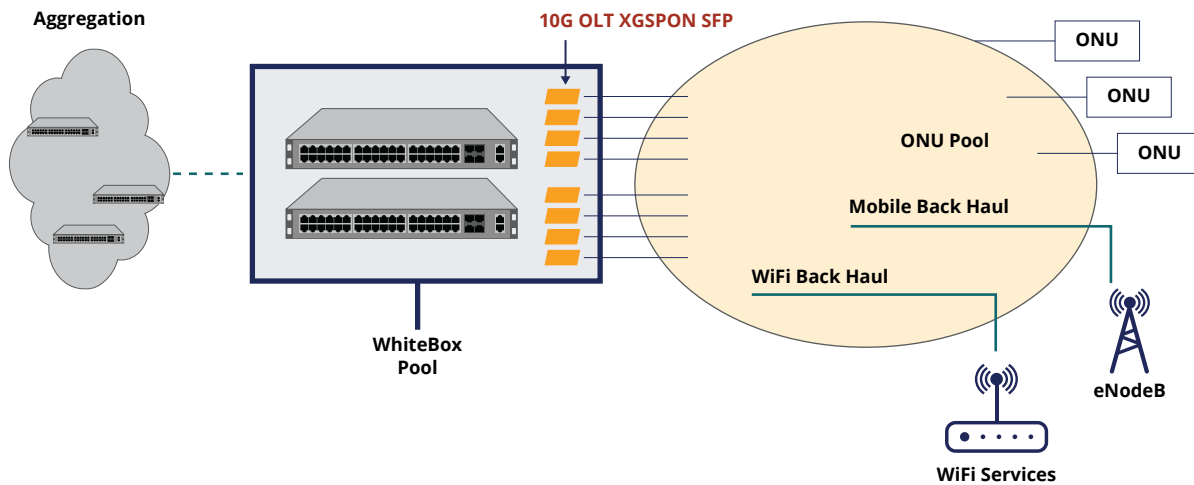 Aggregation
10G OLT XGSPON SFP
ONU
ONU
ONU Pool
ONU
Mobile Back Haul
WiFi Back Haul
WhiteBox
Pool
eNodeB
WiFi Services